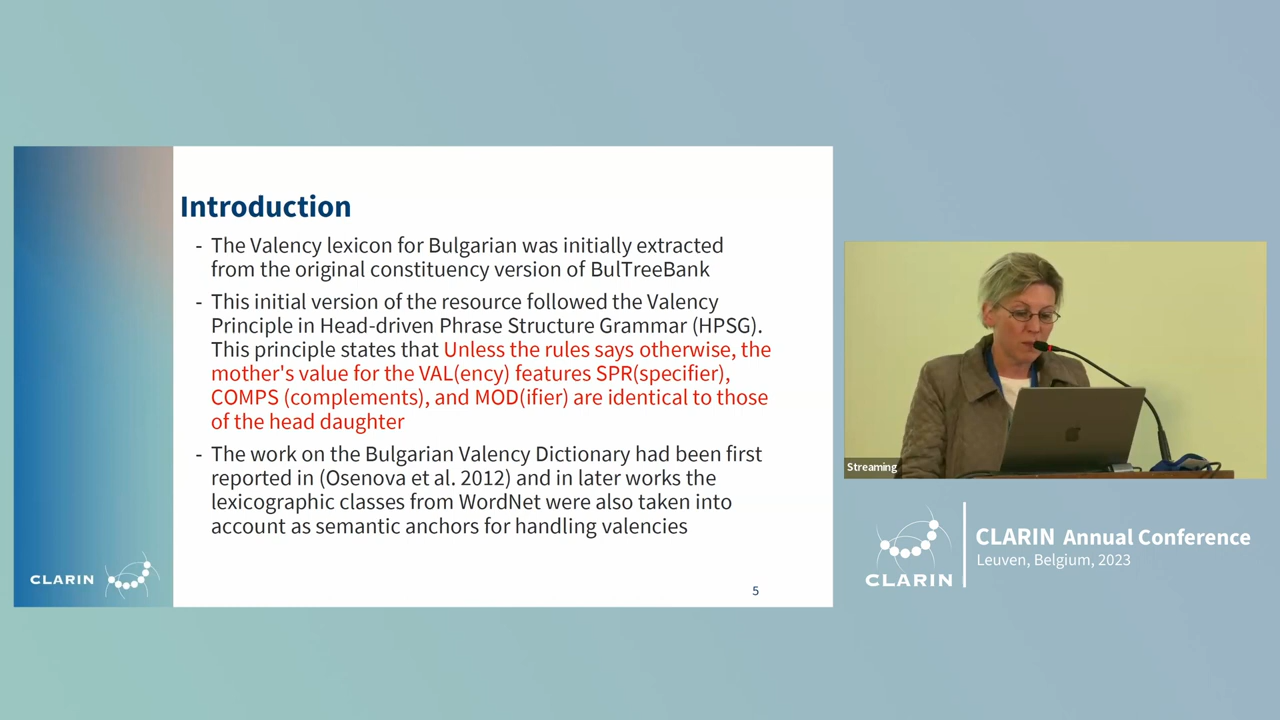 Introduction
- The Valency lexicon for Bulgarian was initially extracted
from the original constituency version of BulTreeBank
- This initial version of the resource followed the Valency
Principle in Head-driven Phrase Structure Grammar (HPSG).
This principle states that Unless the rules says otherwise, the
mother's value for the VAL(ency) features SPR(specifier),
COMPS (complements), and MOD(ifier) are identical to those
of the head daughter
- The work on the Bulgarian Valency Dictionary had been first
reported in (Osenova et al. 2012) and in later works the
lexicographic classes from WordNet were also taken into
account as semantic anchors for handling valencies
CLARIN
5
Streaming
CLARIN
CLARIN Annual Conference
Leuven, Belgium, 2023